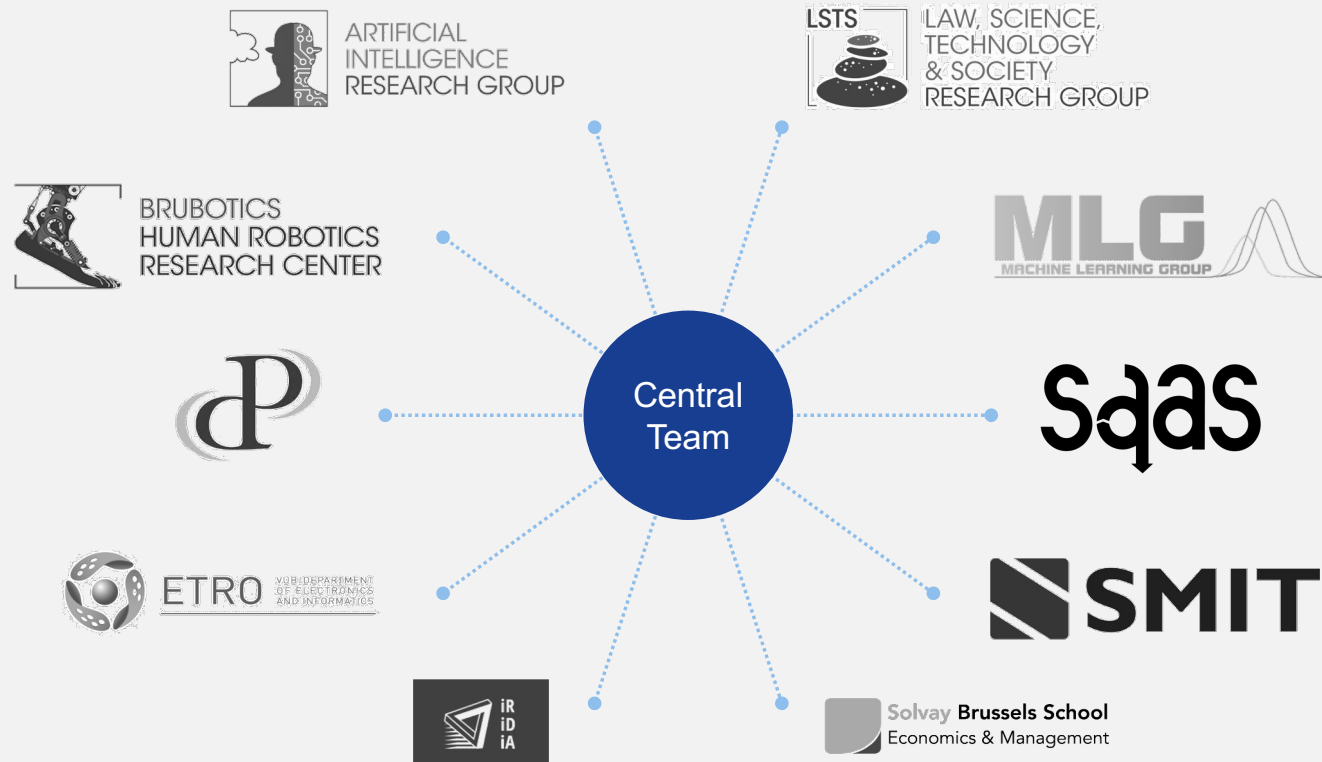 ARTIFICIAL
INTELLIGENCE
RESEARCH GROUP
LSTS
LAW, SCIENCE,
TECHNOLOGY
& SOCIETY
RESEARCH GROUP
BRUBOTICS
HUMAN ROBOTICS
RESEARCH CENTER
MLG
MACHINE LEARNING GROUP
dP
Central
Team
sqas
ETRO
VUB DEPARTMENT
OF ELECTRONICS
AND INFORMATICS
SMIT
iR
iD
iA
Solvay Brussels School
Economics & Management